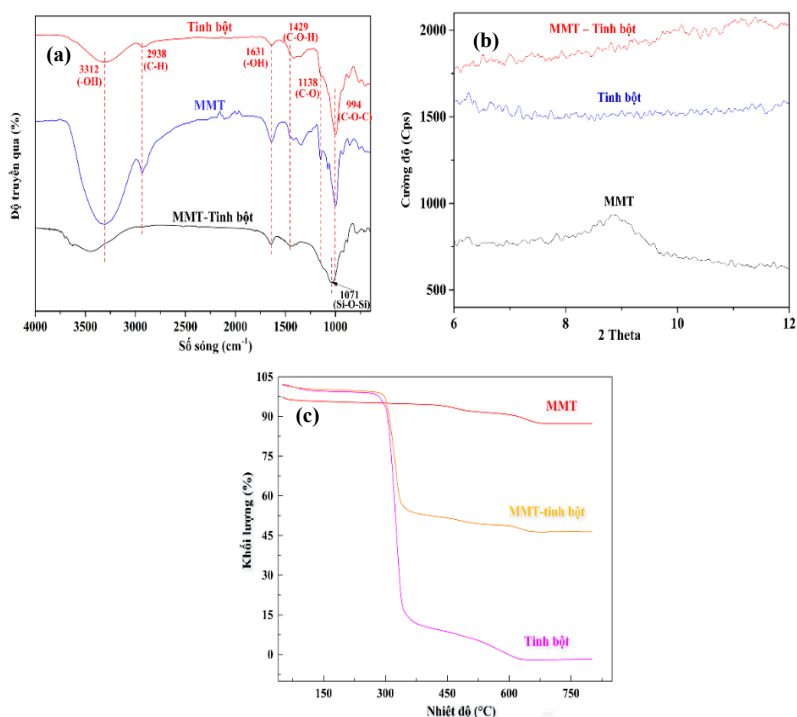 (a)
Tinh bột
3312
(-OH)
2938
(C-H)
1631
(-OH)
1429
(C-O-H)
1138
(C-O)
994
(C-O-C)
MMT
MMT-Tinh bột
1071
(Si-O-Si)
Độ truyền qua (%)
4000 3500 3000 2500 2000 1500 1000
Số sóng (cm⁻¹)
(b)
MMT – Tinh bột
Tinh bột
MMT
Cường độ (Cps)
2000
1500
1000
500
6 8 10 12
2 Theta
(c)
MMT
MMT-tinh bột
Tinh bột
Khối lượng (%)
105
90
75
60
45
30
15
0
150 300 450 600 750
Nhiệt độ (°C)